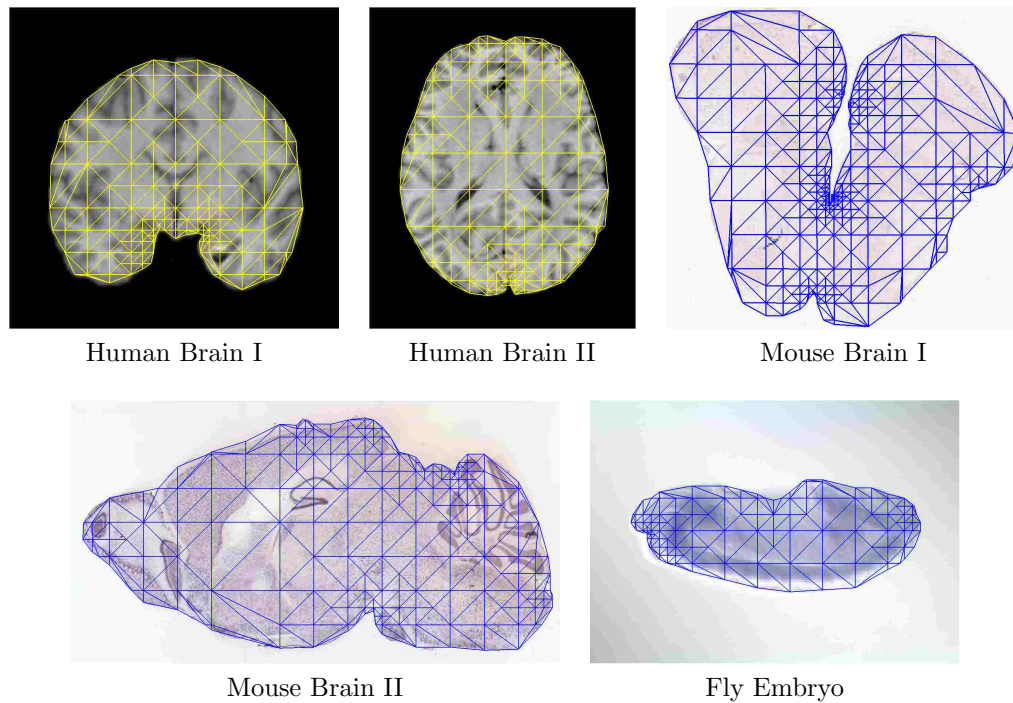 Human Brain I
Human Brain II
Mouse Brain I
Mouse Brain II
Fly Embryo